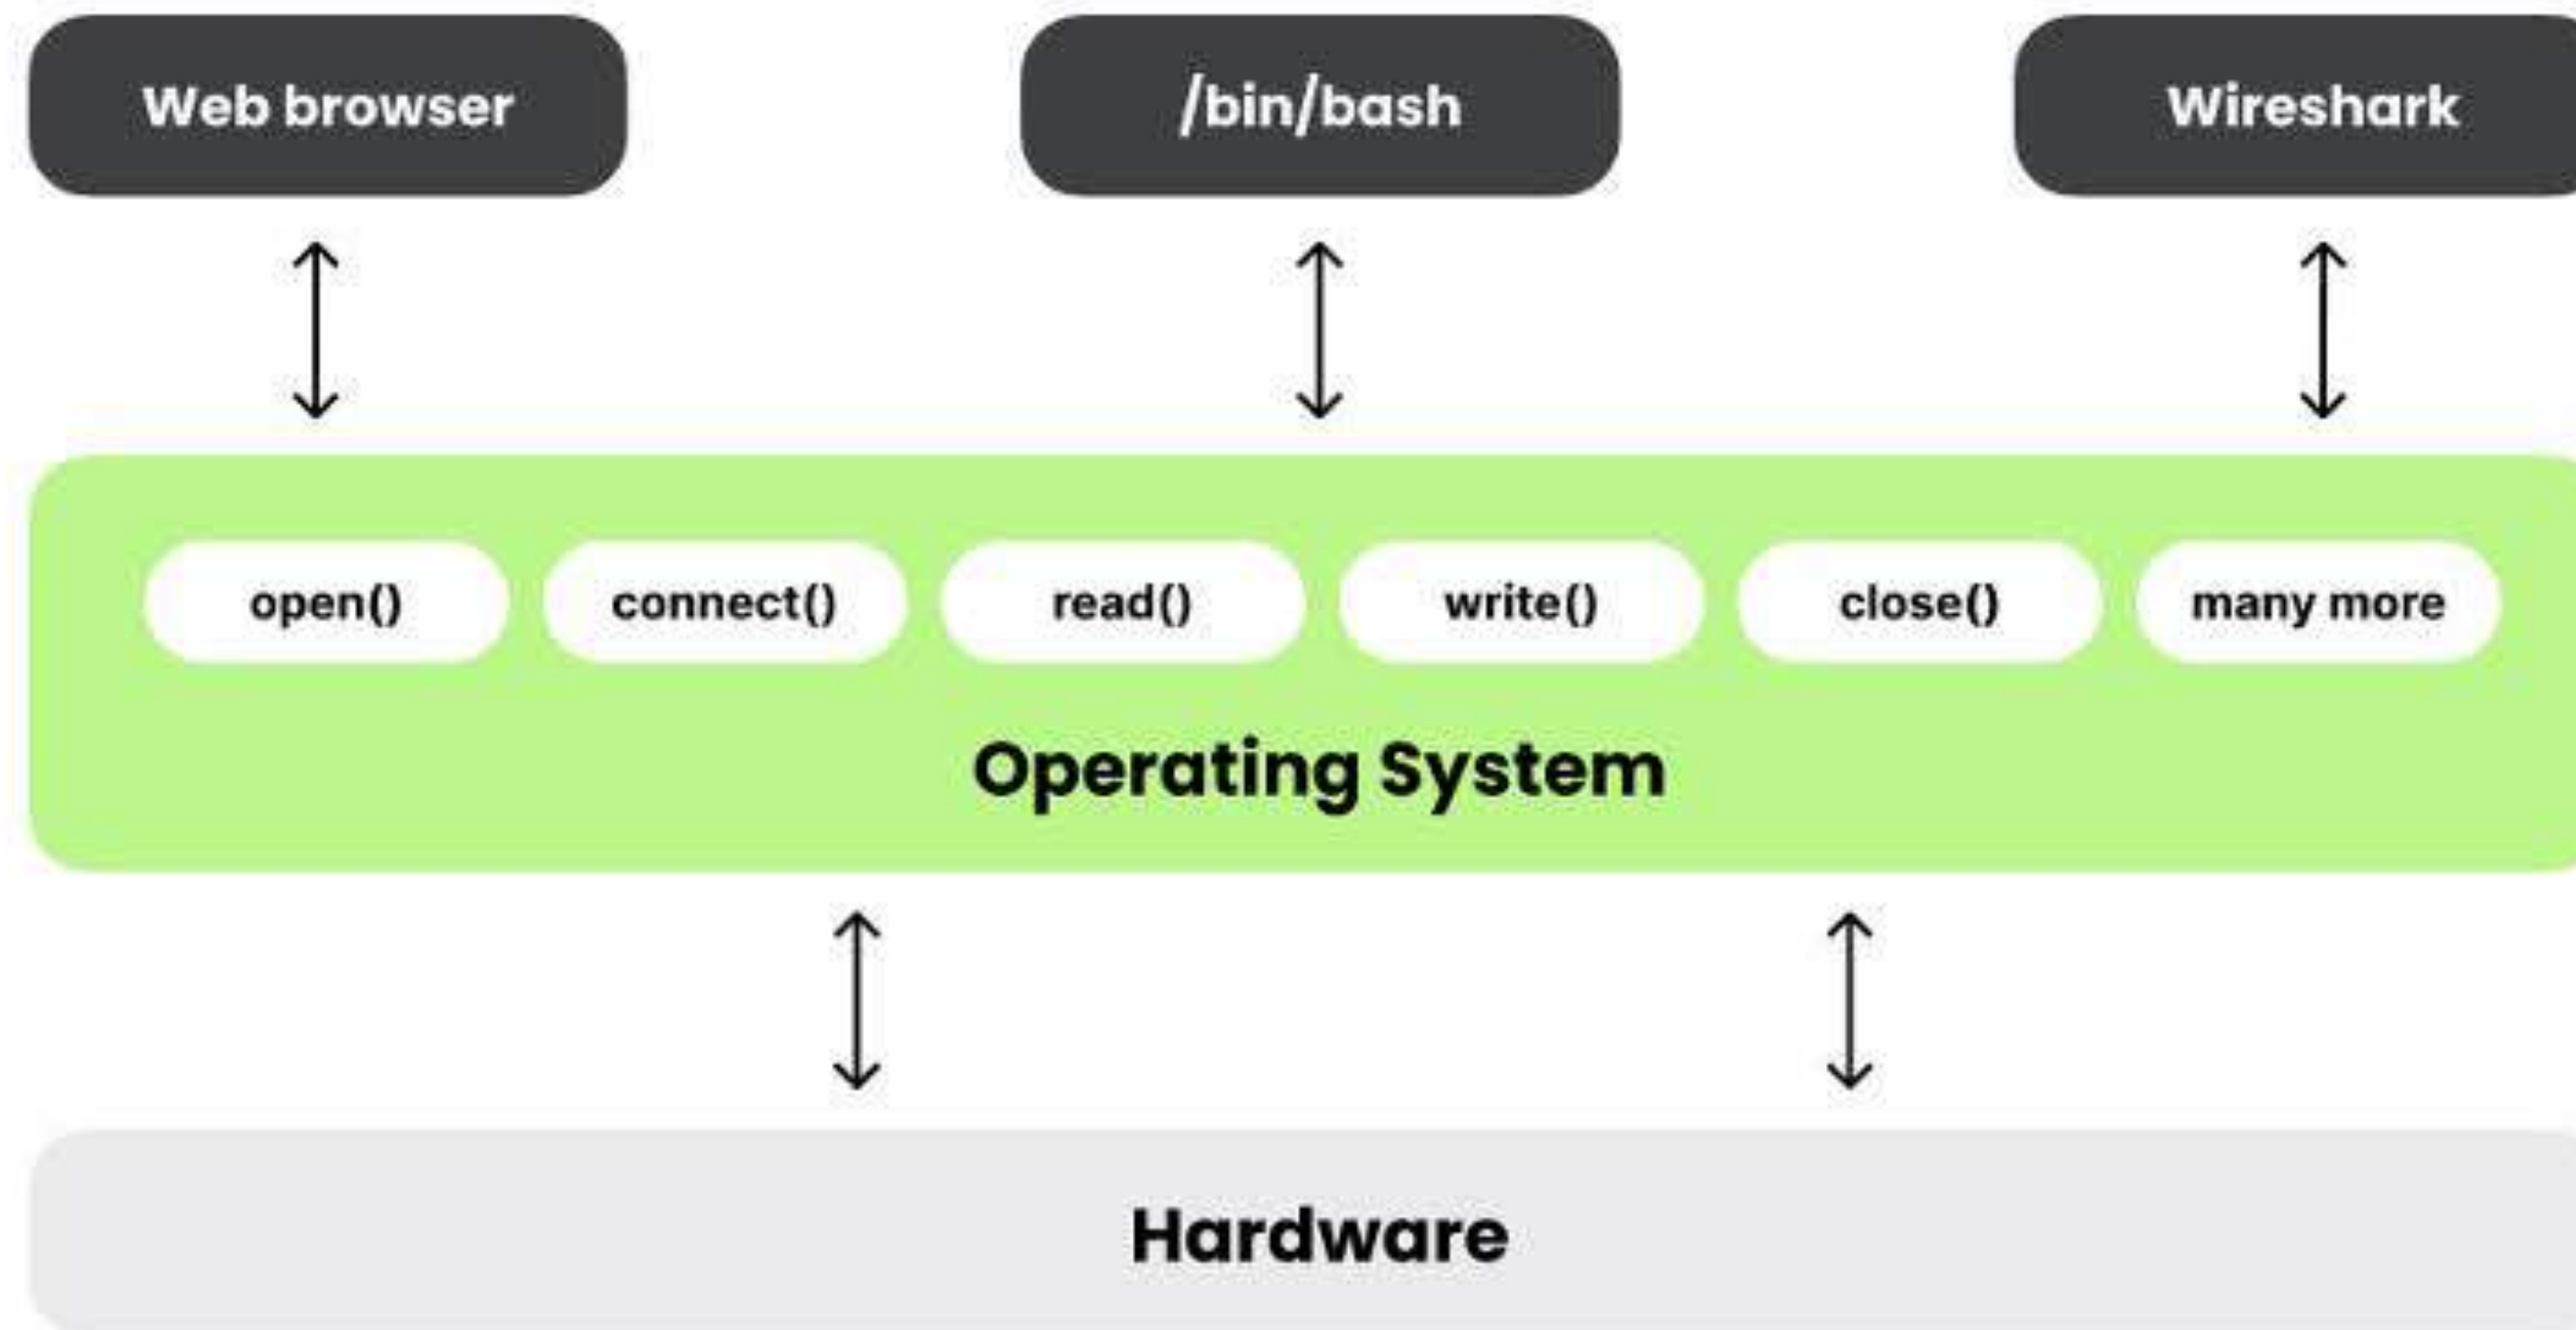 Web browser
/bin/bash
Wireshark
open()
connect()
read()
write()
close()
many more
Operating System
Hardware